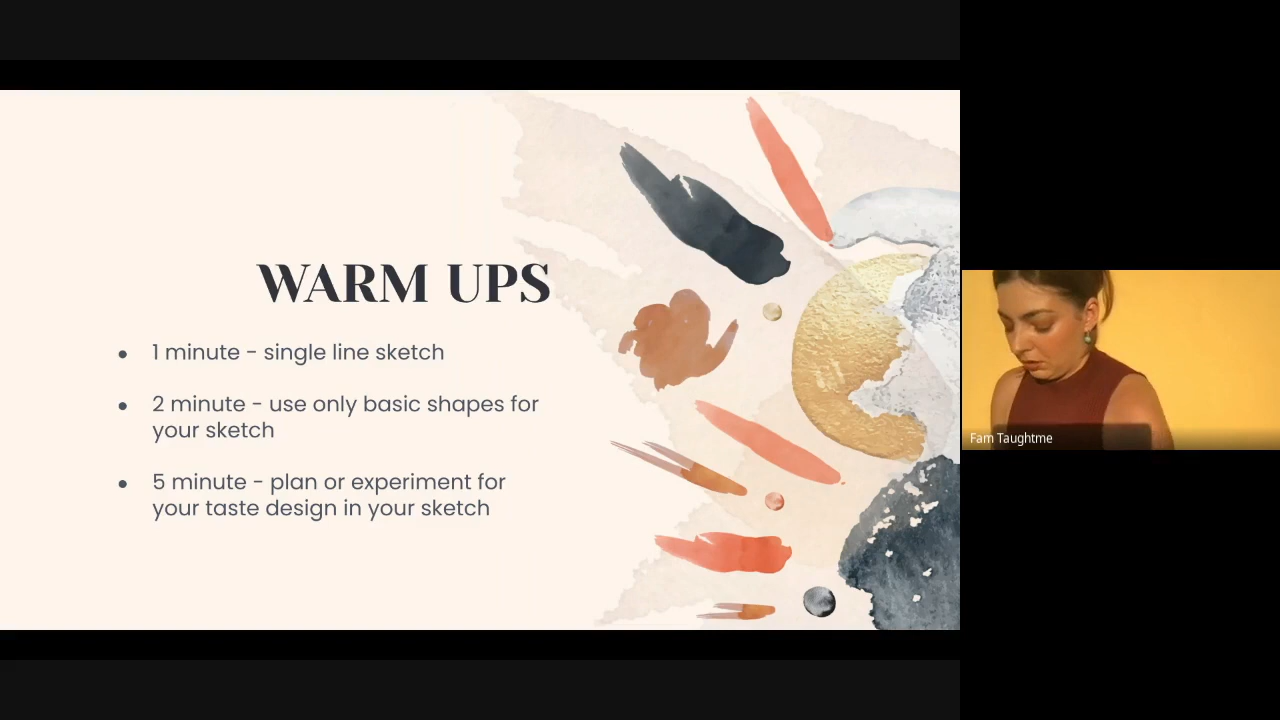 WARM UPS
• 1 minute - single line sketch
• 2 minute - use only basic shapes for
your sketch
• 5 minute - plan or experiment for
your taste design in your sketch
Fam Taughtme